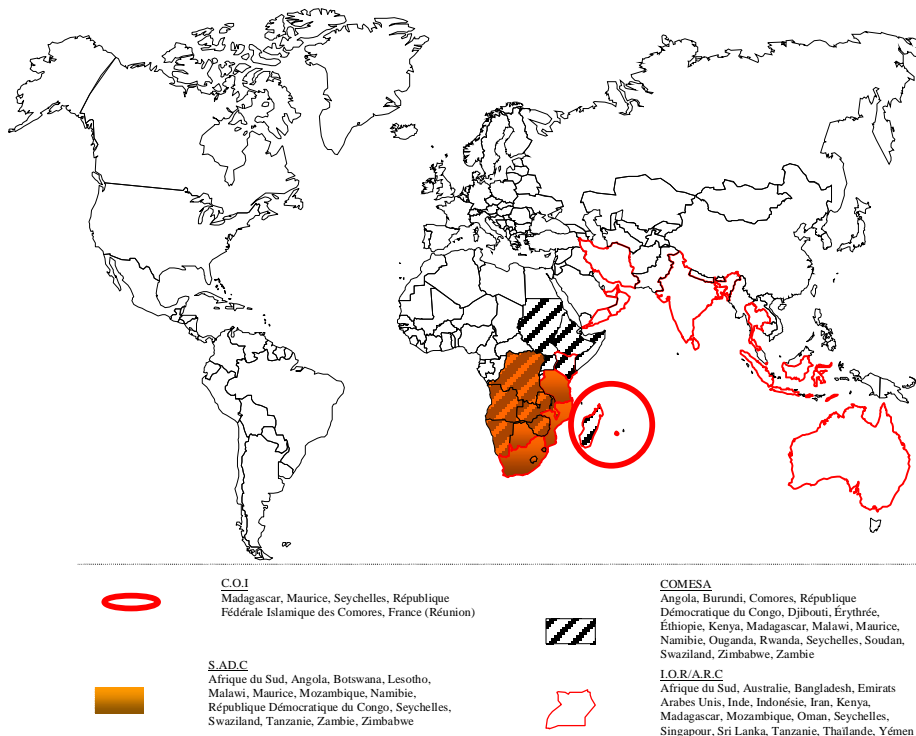 C.O.I
Madagascar, Maurice, Seychelles, République
Fédérale Islamique des Comores, France (Réunion)
S.AD.C
Afrique du Sud, Angola, Botswana, Lesotho,
Malawi, Maurice, Mozambique, Namibie,
République Démocratique du Congo, Seychelles,
Swaziland, Tanzanie, Zambie, Zimbabwe
COMESA
Angola, Burundi, Comores, République
Démocratique du Congo, Djibouti, Érythrée,
Éthiopie, Kenya, Madagascar, Malawi, Maurice,
Namibie, Ouganda, Rwanda, Seychelles, Soudan,
Swaziland, Zimbabwe, Zambie
I.O.R/A.R.C
Afrique du Sud, Australie, Bangladesh, Emirats
Arabes Unis, Inde, Indonésie, Iran, Kenya,
Madagascar, Mozambique, Oman, Seychelles,
Singapour, Sri Lanka, Tanzanie, Thaïlande, Yémen